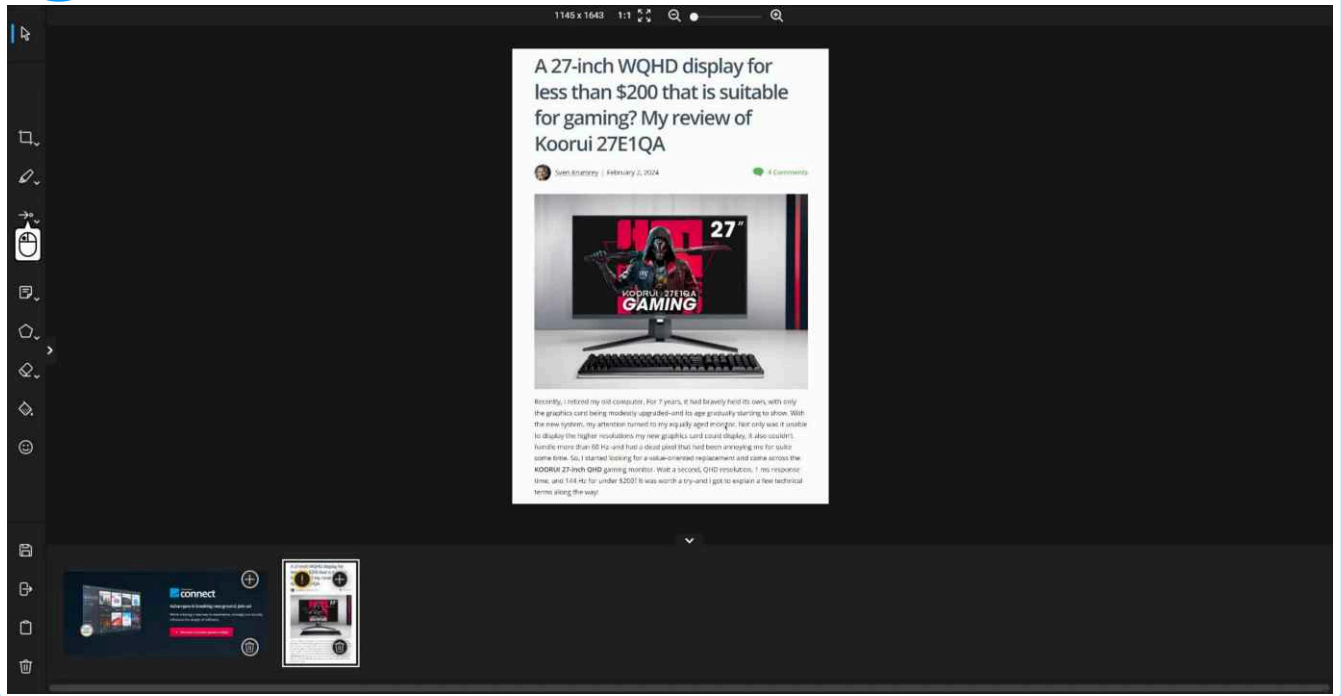 1145 x 1643 1:1
A 27-inch WQHD display for
less than $200 that is suitable
for gaming? My review of
Koorui 27E1QA
Sven Krumrey | February 2, 2024
4 Comments
27"
KOORUI 27E1QA
GAMING
Recently, I retired my old computer. For 7 years, it had bravely held its own, with only
the graphics card being modestly upgraded–and its age gradually starting to show. With
the new system, my attention turned to my equally aged monitor. Not only was it unable
to display the higher resolutions my new graphics card could display, it also couldn't
handle more than 60 Hz–and had a dead pixel that had been annoying me for quite
some time. So, I started looking for a value-oriented replacement and came across the
KOORUI 27-inch QHD gaming monitor. Wait a second, QHD resolution, 1 ms response
time, and 144 Hz for under $200? It was worth a try–and I got to explain a few technical
terms along the way!
connect
A 27-inch WQHD display for